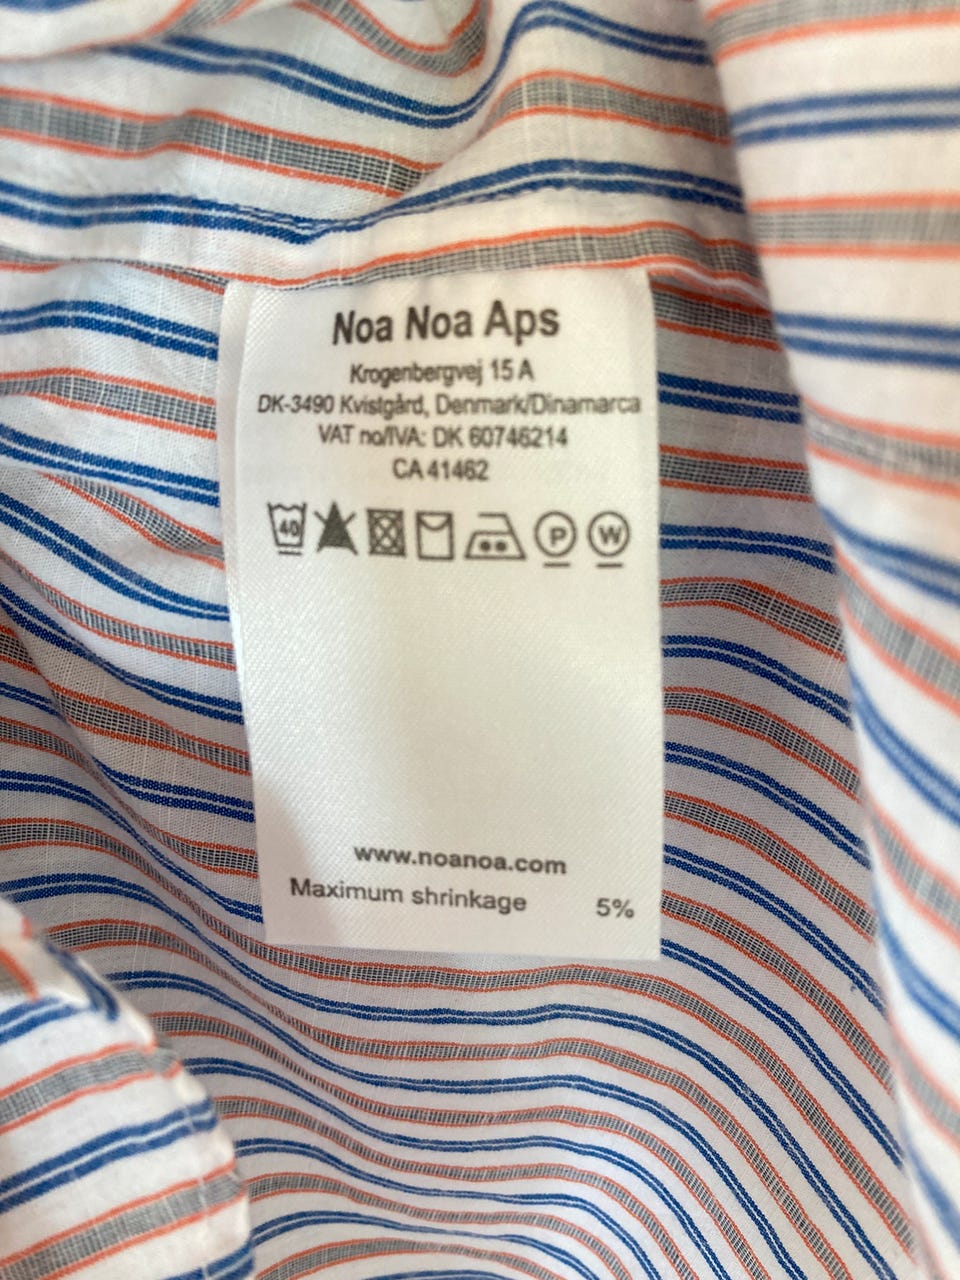 Noa Noa Aps
Krogenbergvej 15 A
DK-3490 Kvistgård, Denmark/Dinamarca
VAT no/IVA: DK 60746214
CA 41462
40 P W
www.noanoa.com
Maximum shrinkage 5%